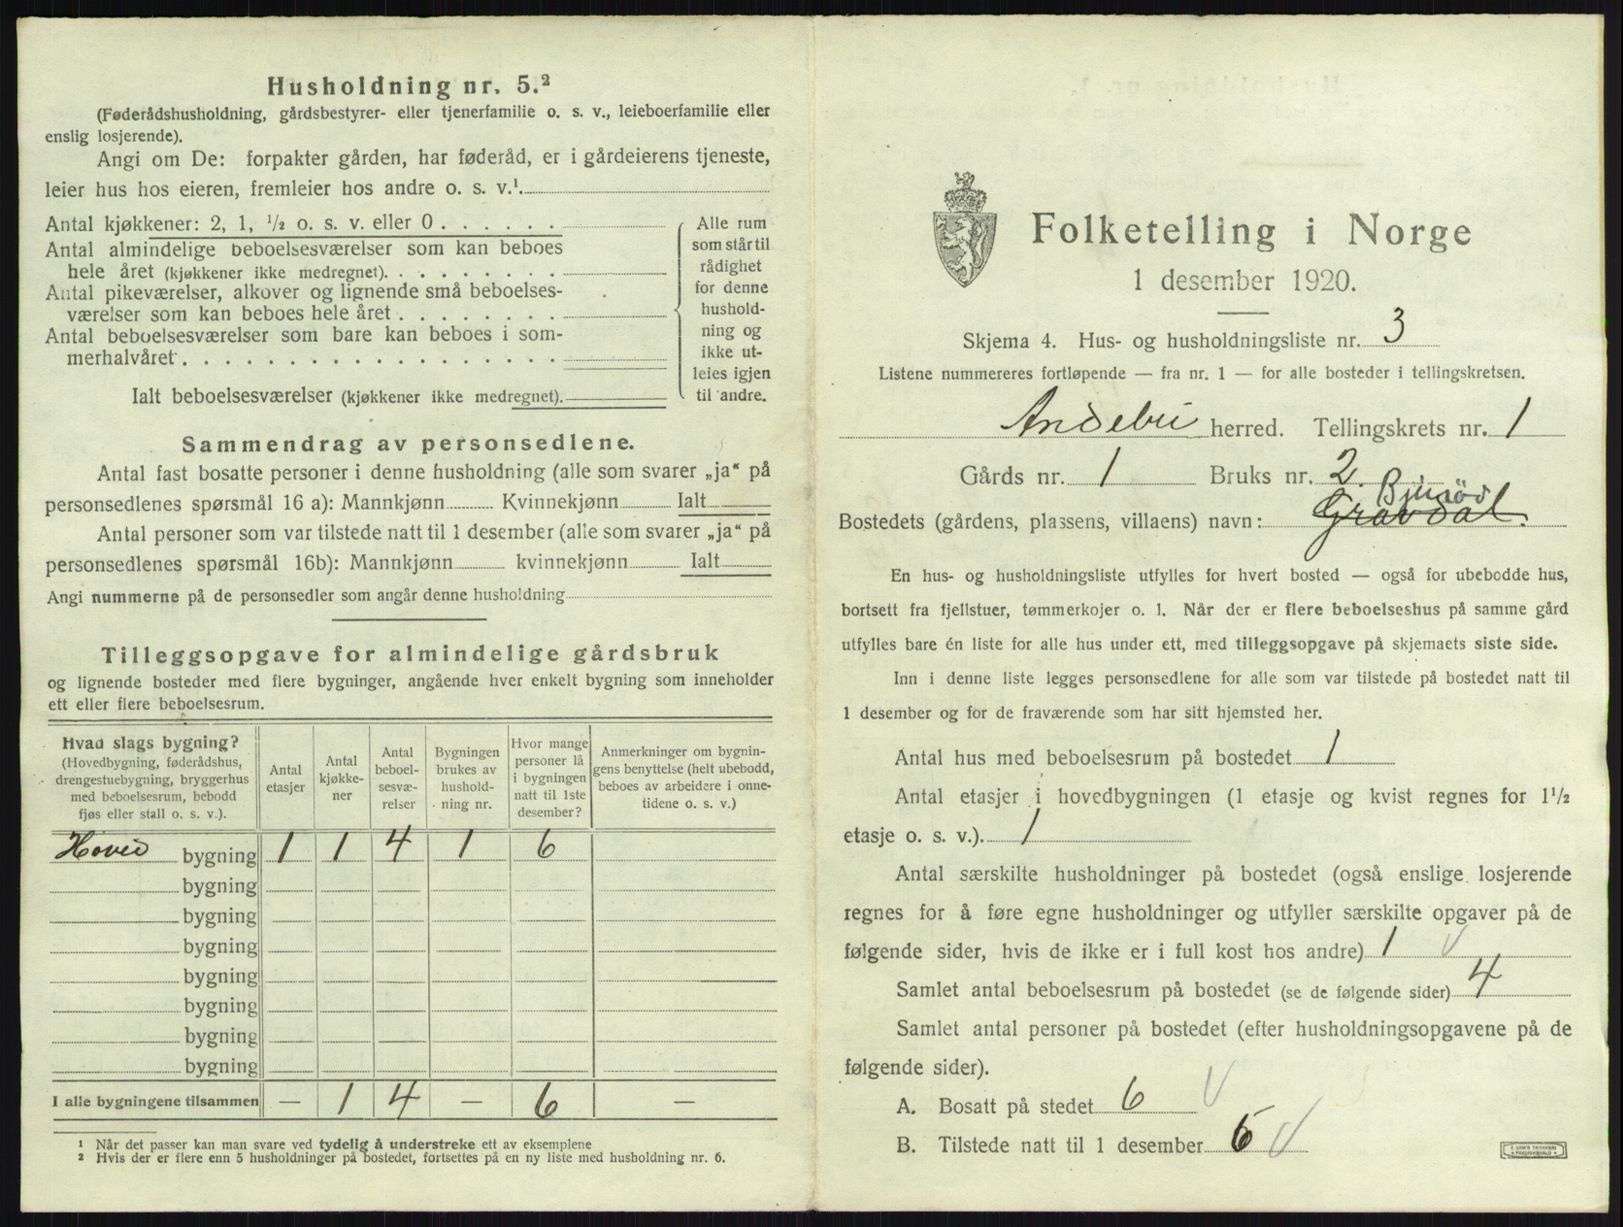 Husholdning nr. 5.²
(Føderådshusholdning, gårdsbestyrer- eller tjenerfamilie o. s. v., leieboerfamilie eller
enslig losjerende).
Angi om De: forpakter gården, har føderåd, er i gårdeierens tjeneste,
leier hus hos eieren, fremleier hos andre o. s. v.¹
Antal kjøkkener: 2, 1, ½ o. s. v. eller 0
Antal almindelige beboelsesværelser som kan beboes
hele året (kjøkkener ikke medregnet).
Antal pikeværelser, alkover og lignende små beboelses-
værelser som kan beboes hele året
Antal beboelsesværelser som bare kan beboes i som-
merhalvåret
Ialt beboelsesværelser (kjøkkener ikke medregnet).
Alle rum
som står til
rådighet
for denne
hushold-
ning og
ikke ut-
leies igjen
til andre.
Sammendrag av personsedlene.
Antal fast bosatte personer i denne husholdning (alle som svarer „ja“ på
personsedlenes spørsmål 16 a): Mannkjønn Kvinnekjønn Ialt
Antal personer som var tilstede natt til 1 desember (alle som svarer „ja“ på
personsedlenes spørsmål 16b): Mannkjønn kvinnekjønn Ialt
Angi nummerne på de personsedler som angår denne husholdning
Tilleggsopgave for almindelige gårdsbruk
og lignende bosteder med flere bygninger, angående hver enkelt bygning som inneholder
ett eller flere beboelsesrum.
Hvad slags bygning?
(Hovedbygning, føderådshus,
drengestuebygning, bryggerhus
med beboelsesrum, bebodd
fjøs eller stall o. s. v.).
Antal
etasjer
Antal
kjøkke-
ner
Antal
beboel-
sesvæ-
relser
Bygningen
brukes av
hushold-
ning nr.
Hvor mange
personer lå
i bygningen
natt til 1ste
desember?
Anmerkninger om bygnin-
gens benyttelse (helt ubebodd,
beboes av arbeidere i onne-
tidene o. s. v.)
Hoved bygning 1 1 4 1 6
bygning
bygning
bygning
bygning
bygning
bygning
bygning
I alle bygningene tilsammen — 1 4 — 6 —
¹ Når det passer kan man svare ved tydelig å understreke ett av eksemplene
² Hvis der er flere enn 5 husholdninger på bostedet, fortsettes på en ny liste med husholdning nr. 6.
Folketelling i Norge
1 desember 1920.
Skjema 4. Hus- og husholdningsliste nr. 3
Listene nummereres fortløpende — fra nr. 1 — for alle bosteder i tellingskretsen.
Andebu herred. Tellingskrets nr. 1
Gårds nr. 1 Bruks nr. 2.
Bostedets (gårdens, plassens, villaens) navn: Gravdal.
En hus- og husholdningsliste utfylles for hvert bosted — også for ubebodde hus,
bortsett fra fjellstuer, tømmerkojer o. l. Når der er flere beboelseshus på samme gård
utfylles bare én liste for alle hus under ett, med tilleggsopgave på skjemaets siste side.
Inn i denne liste legges personsedlene for alle som var tilstede på bostedet natt til
1 desember og for de fraværende som har sitt hjemsted her.
Antal hus med beboelsesrum på bostedet 1
Antal etasjer i hovedbygningen (1 etasje og kvist regnes for 1½
etasje o. s. v.). 1
Antal særskilte husholdninger på bostedet (også enslige losjerende
regnes for å føre egne husholdninger og utfyller særskilte opgaver på de
følgende sider, hvis de ikke er i full kost hos andre) 1
Samlet antal beboelsesrum på bostedet (se de følgende sider) 4
Samlet antal personer på bostedet (efter husholdningsopgavene på de
følgende sider).
A. Bosatt på stedet 6
B. Tilstede natt til 1 desember 6